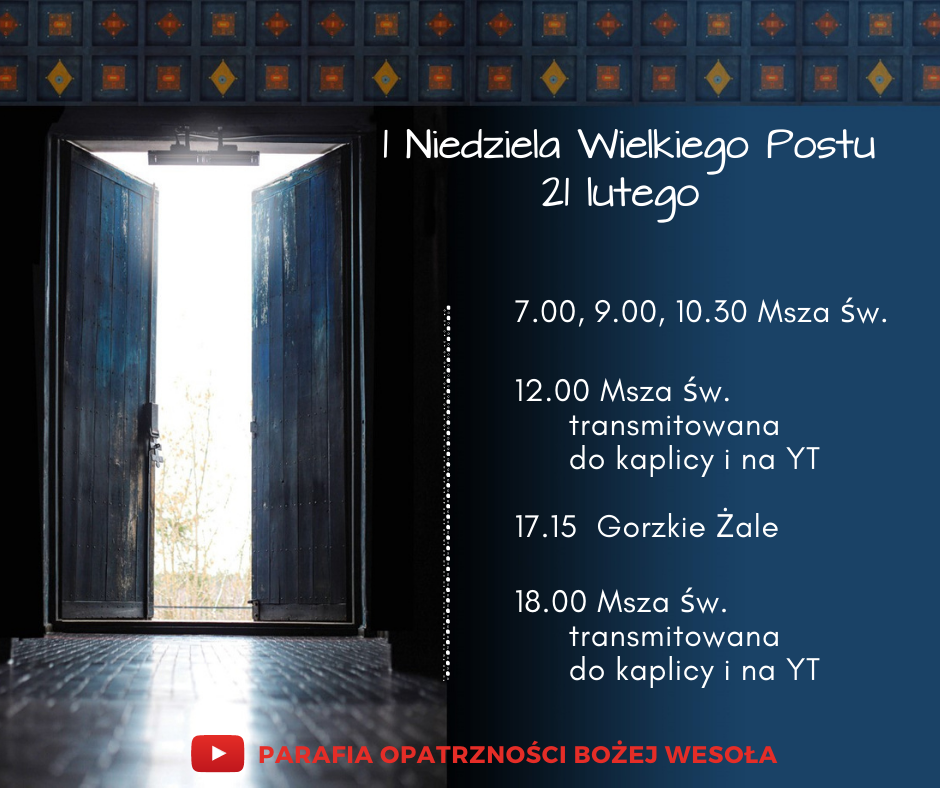 I Niedziela Wielkiego Postu
21 lutego
7.00, 9.00, 10.30 Msza św.
12.00 Msza św.
transmitowana
do kaplicy i na YT
17.15 Gorzkie Żale
18.00 Msza św.
transmitowana
do kaplicy i na YT
PARAFIA OPATRZNOŚCI BOŻEJ WESOŁA